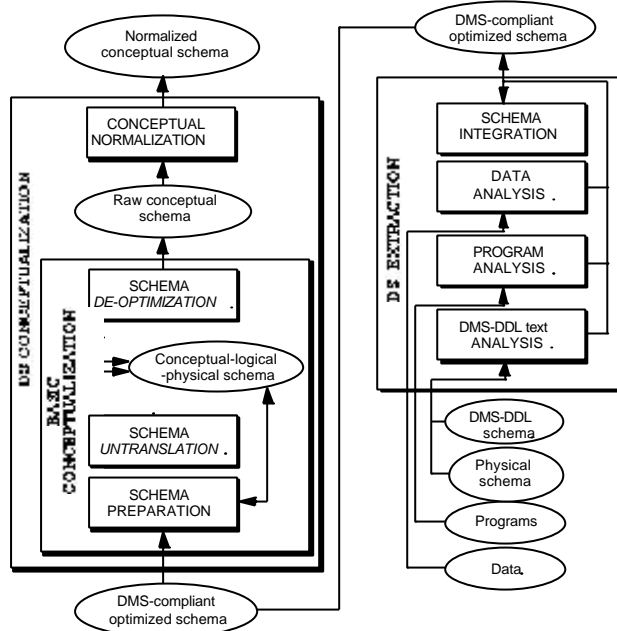 Normalized
conceptual schema
CONCEPTUAL
NORMALIZATION
Raw conceptual
schema
SCHEMA
DE-OPTIMIZATION .
Conceptual-logical
-physical schema
SCHEMA
UNTRANSLATION .
SCHEMA
PREPARATION
DMS-compliant
optimized schema
DS CONCEPTUALIZATION
BASIC
CONCEPTUALIZATION
DMS-compliant
optimized schema
SCHEMA
INTEGRATION
DATA
ANALYSIS .
PROGRAM
ANALYSIS .
DMS-DDL text
ANALYSIS .
DS EXTRACTION
DMS-DDL
schema
Physical
schema
Programs
Data.